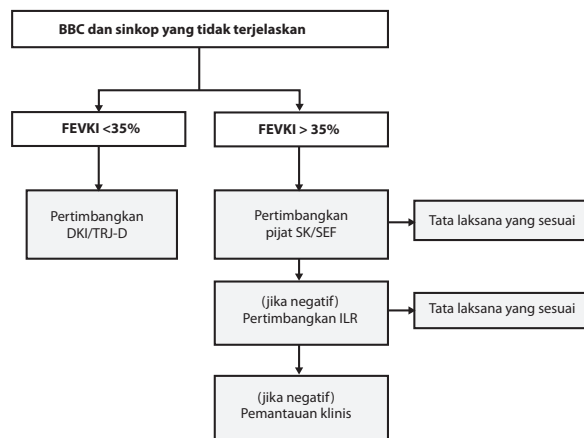 BBC dan sinkop yang tidak terjelaskan
FEVKI <35%
FEVKI > 35%
Pertimbangkan
DKI/TRJ-D
Pertimbangkan
pijat SK/SEF
Tata laksana yang sesuai
(jika negatif)
Pertimbangkan ILR
Tata laksana yang sesuai
(jika negatif)
Pemantauan klinis